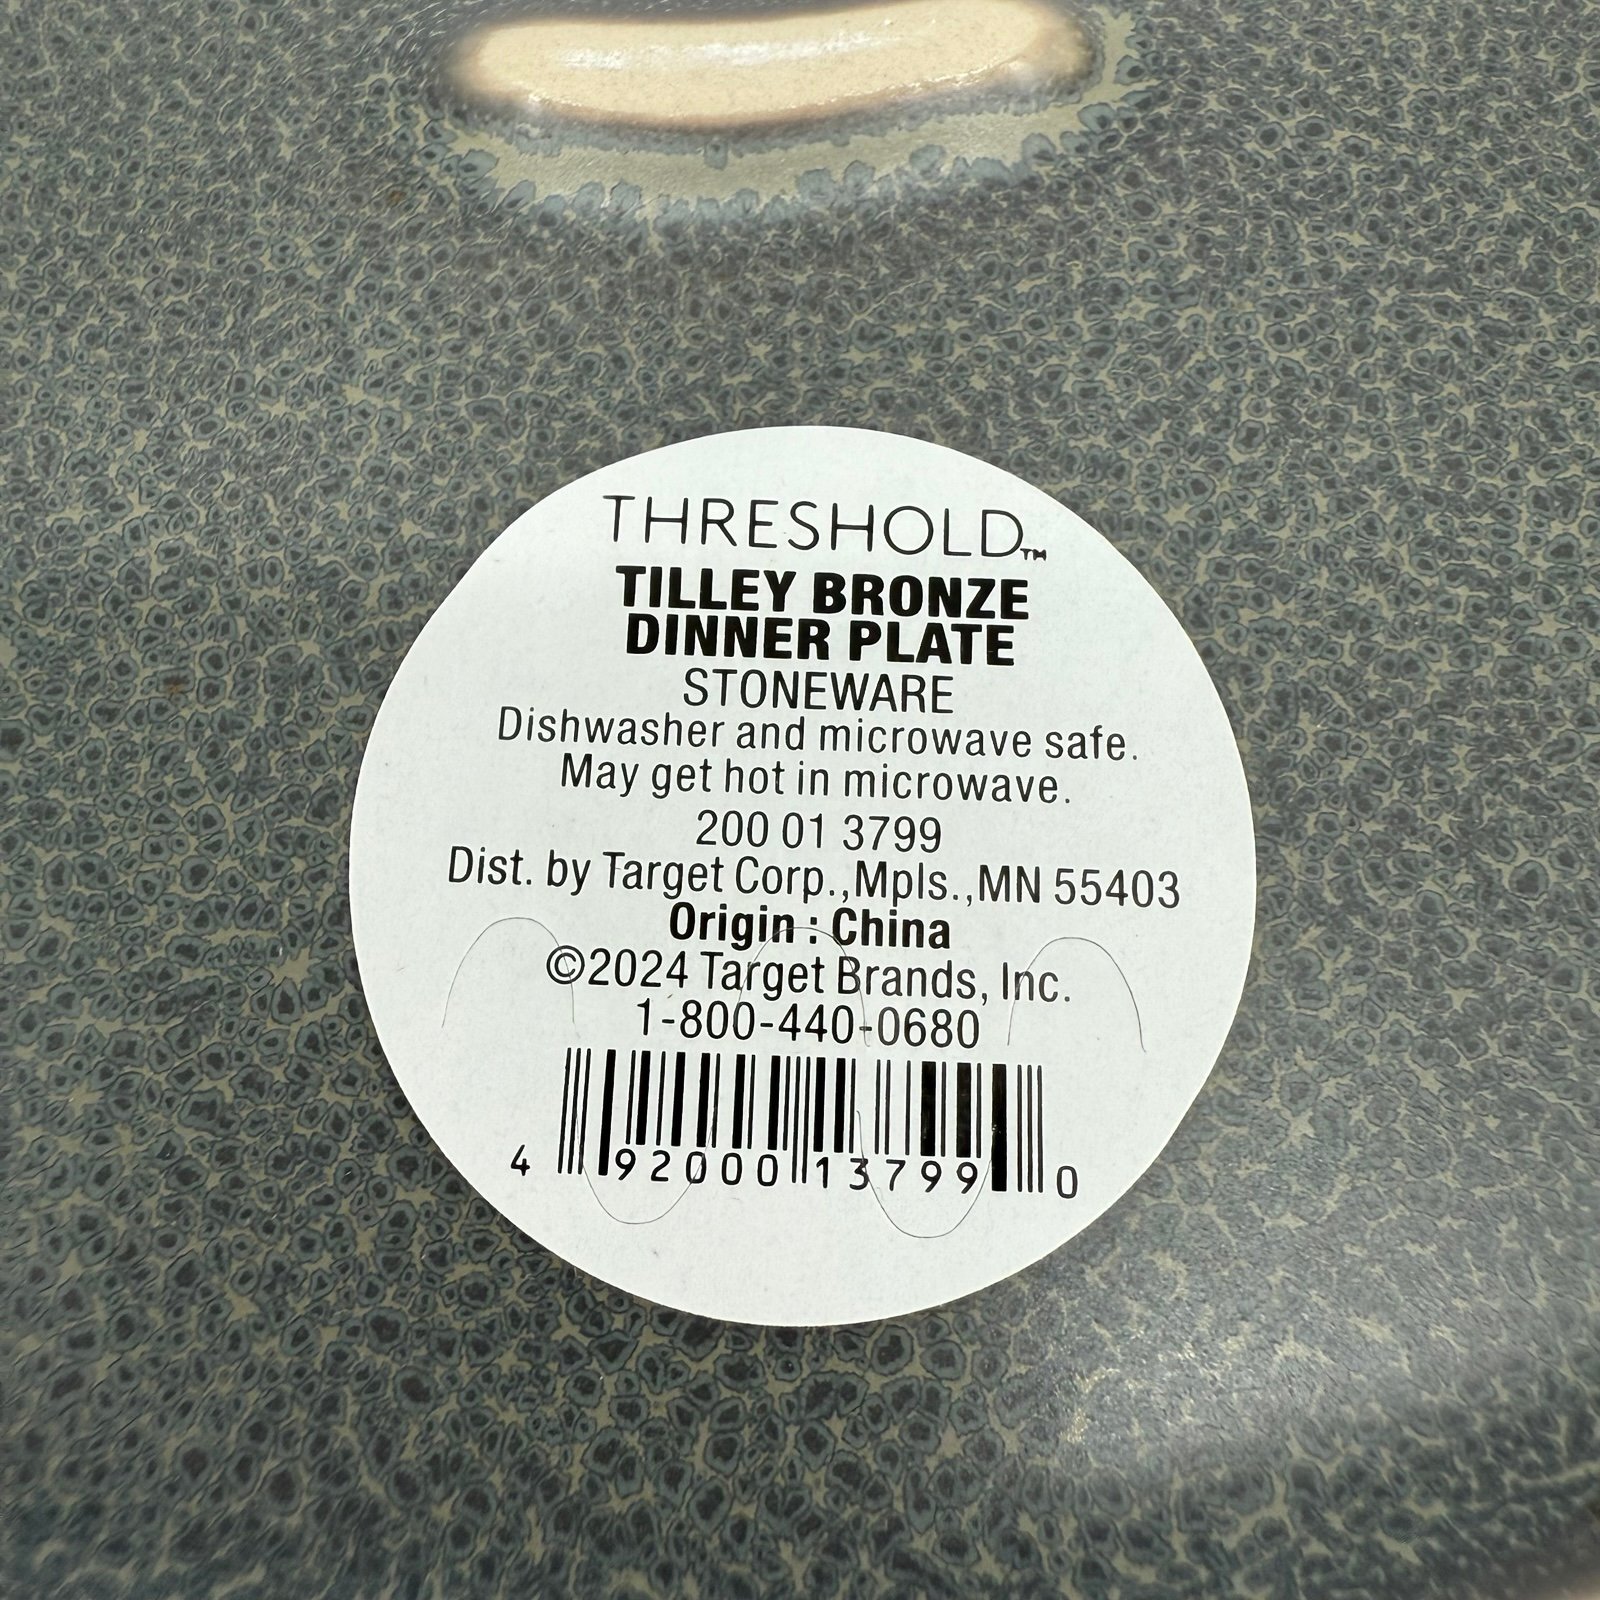 THRESHOLD™
TILLEY BRONZE
DINNER PLATE
STONEWARE
Dishwasher and microwave safe.
May get hot in microwave.
200 01 3799
Dist. by Target Corp.,Mpls.,MN 55403
Origin : China
©2024 Target Brands, Inc.
1-800-440-0680
4 92000 13799 0